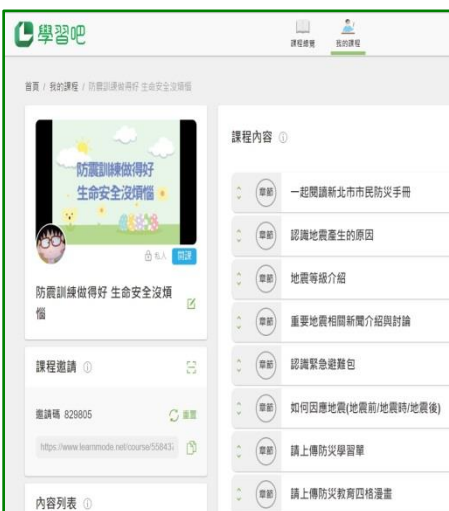 學習吧
課程總覽
我的課程
首頁 / 我的課程 / 防震訓練做得好 生命安全沒煩惱
防震訓練做得好
生命安全沒煩惱
私人
開課
防震訓練做得好 生命安全沒煩
惱
課程邀請
邀請碼 829805
重置
https://www.learnmode.net/course/558437
內容列表
課程內容
章節
一起閱讀新北市市民防災手冊
章節
認識地震產生的原因
章節
地震等級介紹
章節
重要地震相關新聞介紹與討論
章節
認識緊急避難包
章節
如何因應地震(地震前/地震時/地震後)
章節
請上傳防災學習單
章節
請上傳防災教育四格漫畫